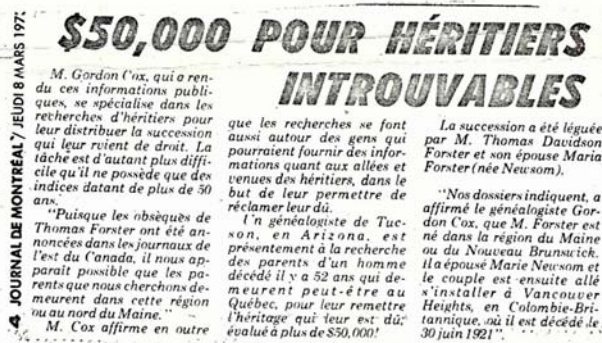 4 JOURNAL DE MONTRÉAL / JEUDI 8 MARS 197
$50,000 POUR HÉRITIERS
INTROUVABLES
M. Gordon Cox, qui a ren-
du ces informations publi-
ques, se spécialise dans les
recherches d'héritiers pour
leur distribuer la succession
qui leur revient de droit. La
tâche est d'autant plus diffi-
cile qu'il ne possède que des
indices datant de plus de 50
ans.
"Puisque les obsèques de
Thomas Forster ont été an-
noncées dans les journaux de
l'est du Canada, il nous ap-
paraît possible que les pa-
rents que nous cherchons de-
meurent dans cette région
ou au nord du Maine."
M. Cox affirme en outre
que les recherches se font
aussi autour des gens qui
pourraient fournir des infor-
mations quant aux allées et
venues des héritiers, dans le
but de leur permettre de
réclamer leur dû.
Un généalogiste de Tuc-
son, en Arizona, est
présentement à la recherche
des parents d'un homme
décédé il y a 52 ans qui de-
meurent peut-être au
Québec, pour leur remettre
l'héritage qui leur est dû,
évalué à plus de $50,000!
La succession a été léguée
par M. Thomas Davidson
Forster et son épouse Maria
Forster (née Newsom).
"Nos dossiers indiquent, a
affirmé le généalogiste Gor-
don Cox, que M. Forster est
né dans la région du Maine
ou du Nouveau Brunswick.
Il a épousé Marie Newsom et
le couple est ensuite allé
s'installer à Vancouver
Heights, en Colombie-Bri-
tannique, où il est décédé le
30 juin 1921".